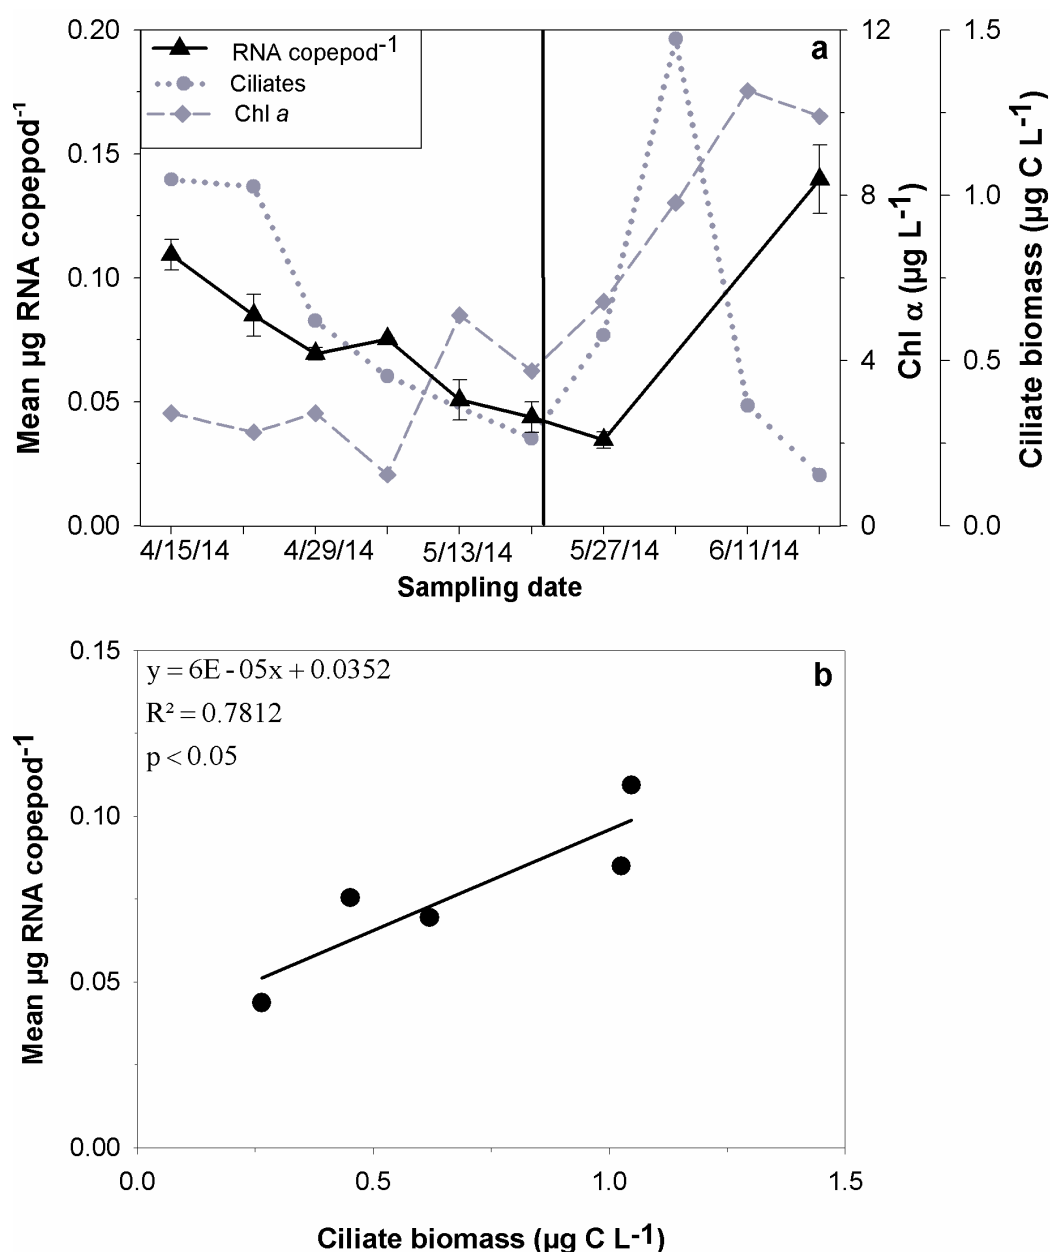 0.20
0.15
0.10
0.05
0.00
Mean µg RNA copepod-1
RNA copepod-1
Ciliates
Chl a
a
12
8
4
0
Chl α (µg L-1)
1.5
1.0
0.5
0.0
Ciliate biomass (µg C L-1)
4/15/14 4/29/14 5/13/14 5/27/14 6/11/14
Sampling date
0.15
0.10
0.05
0.00
Mean µg RNA copepod-1
y = 6E - 05x + 0.0352
R² = 0.7812
p < 0.05
b
0.0 0.5 1.0 1.5
Ciliate biomass (µg C L-1)